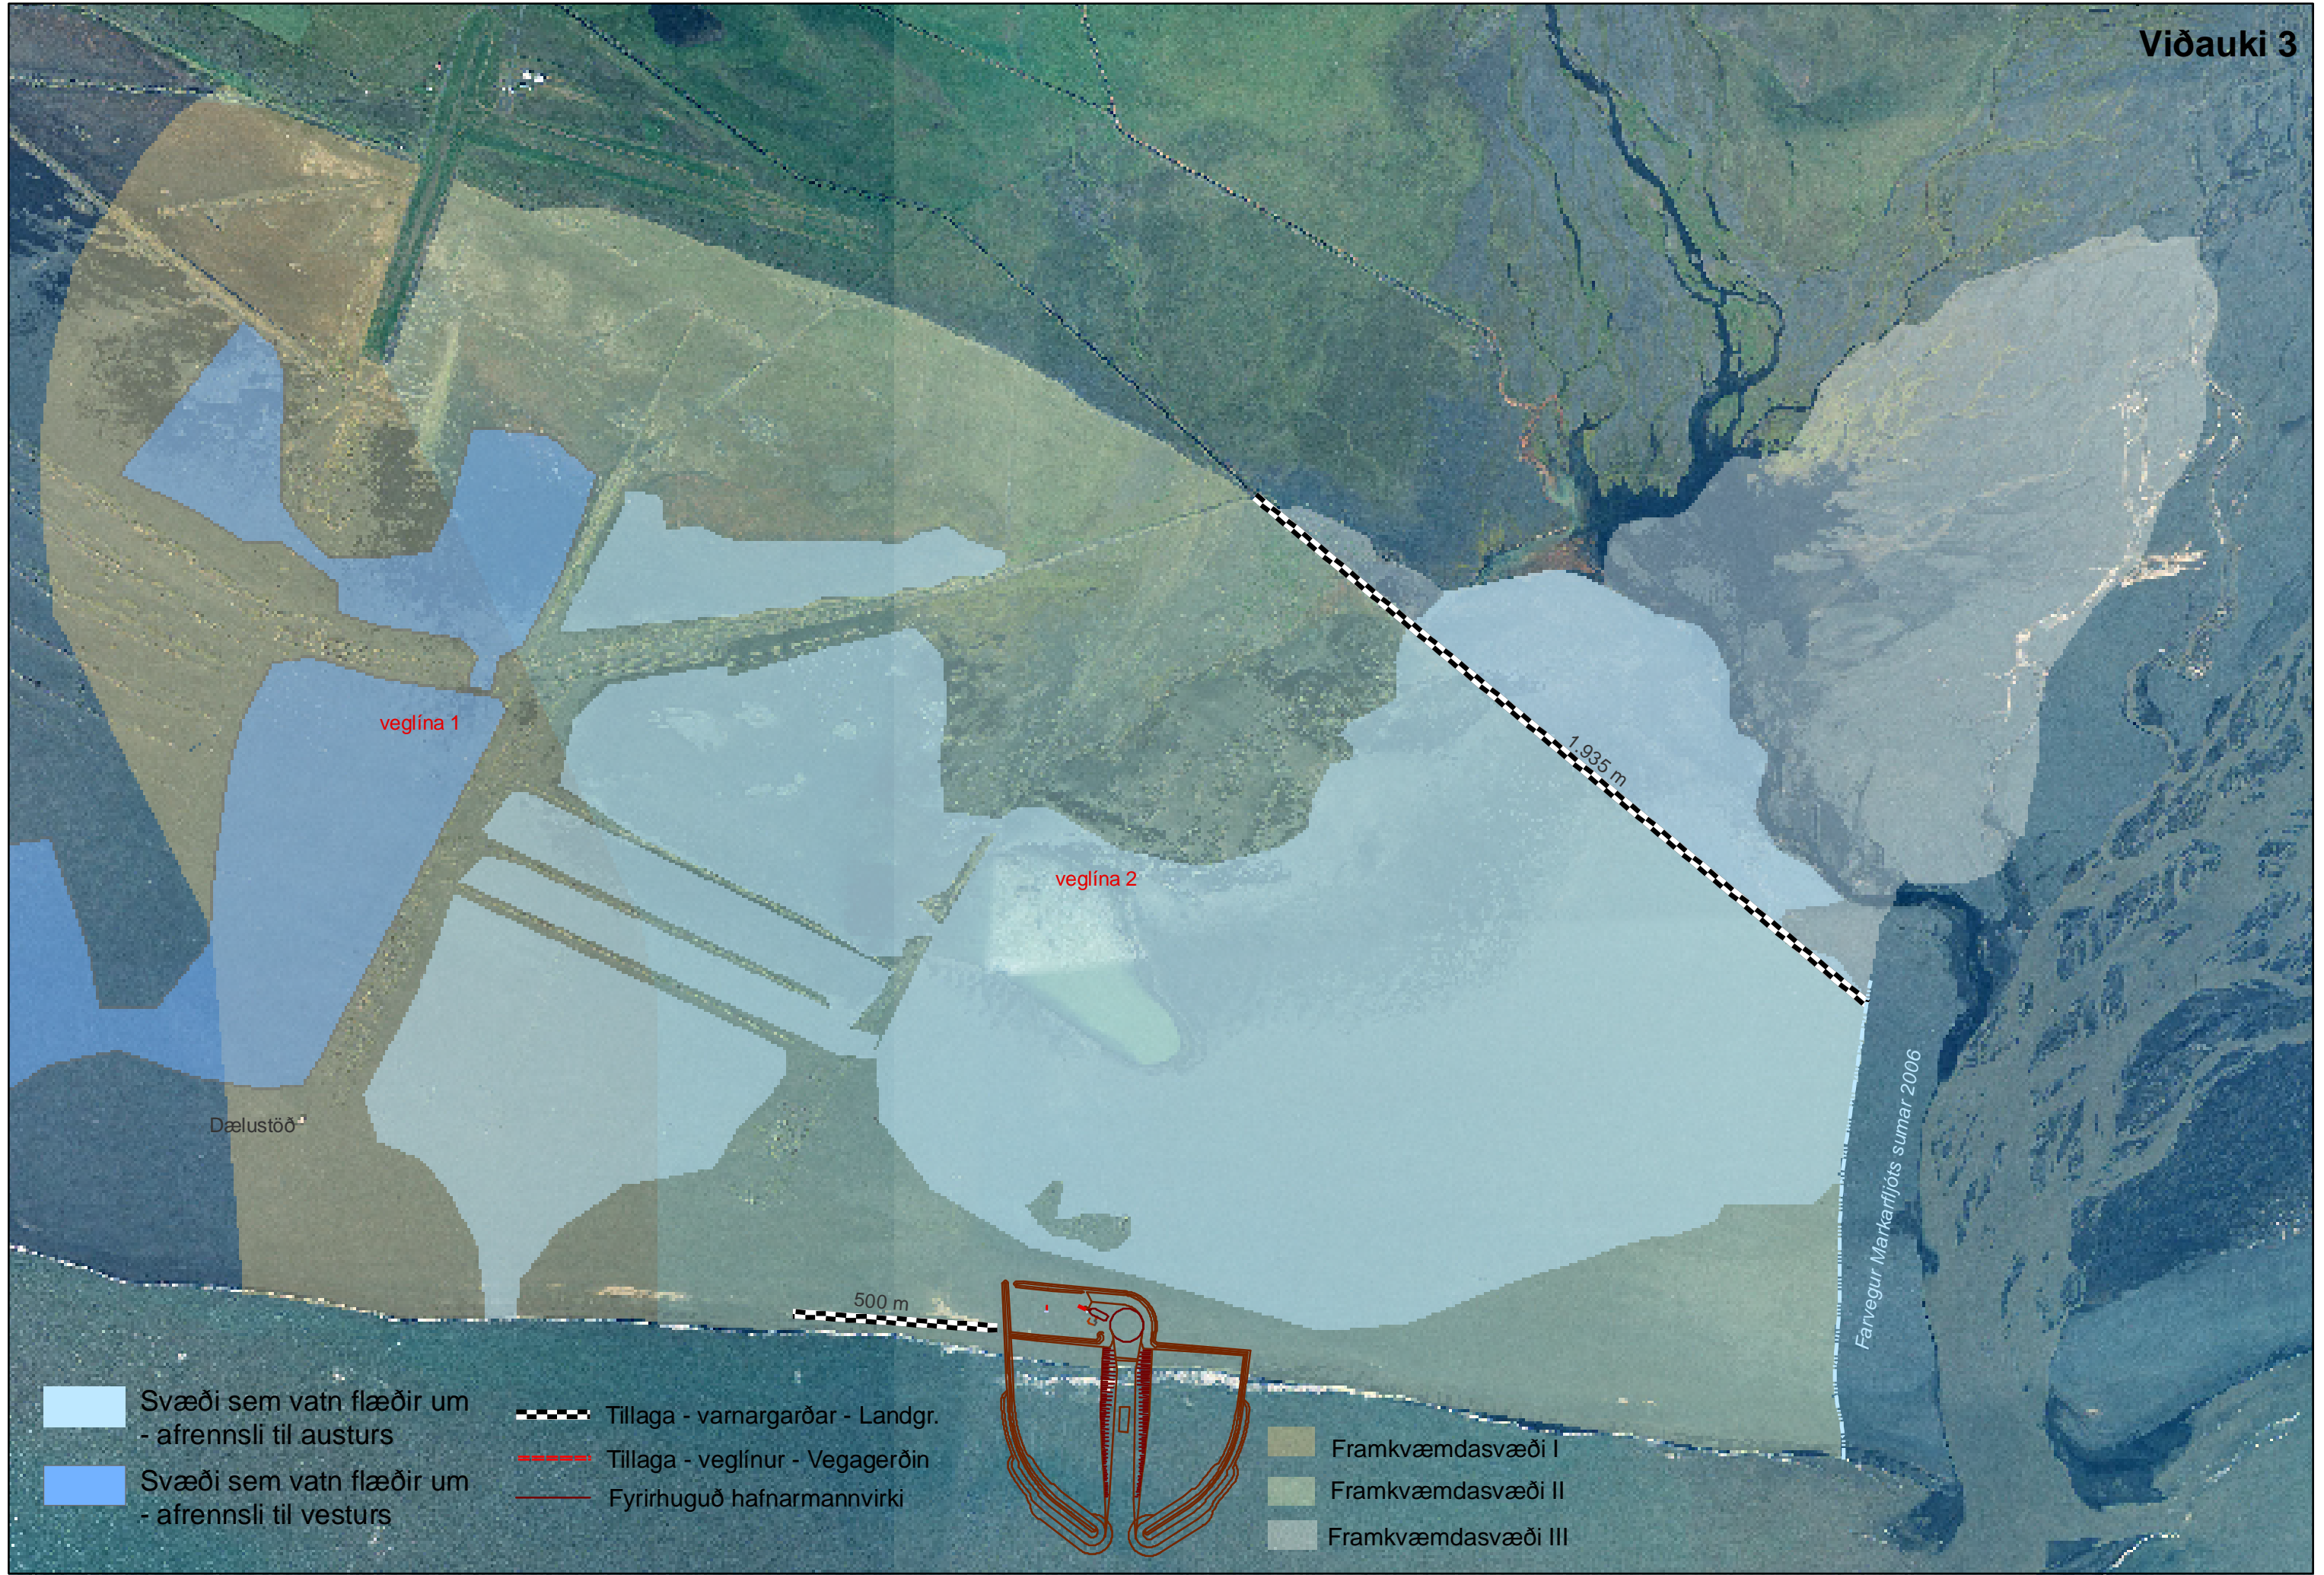 Viðauki 3
veglína 1
1.935 m
veglína 2
Farvegur Markarfljóts sumar 2006
Dælustöð
500 m
Svæði sem vatn flæðir um
- afrennsli til austurs
Svæði sem vatn flæðir um
- afrennsli til vesturs
Tillaga - varnargarðar - Landgr.
Tillaga - veglínur - Vegagerðin
Fyrirhuguð hafnarmannvirki
Framkvæmdasvæði I
Framkvæmdasvæði II
Framkvæmdasvæði III